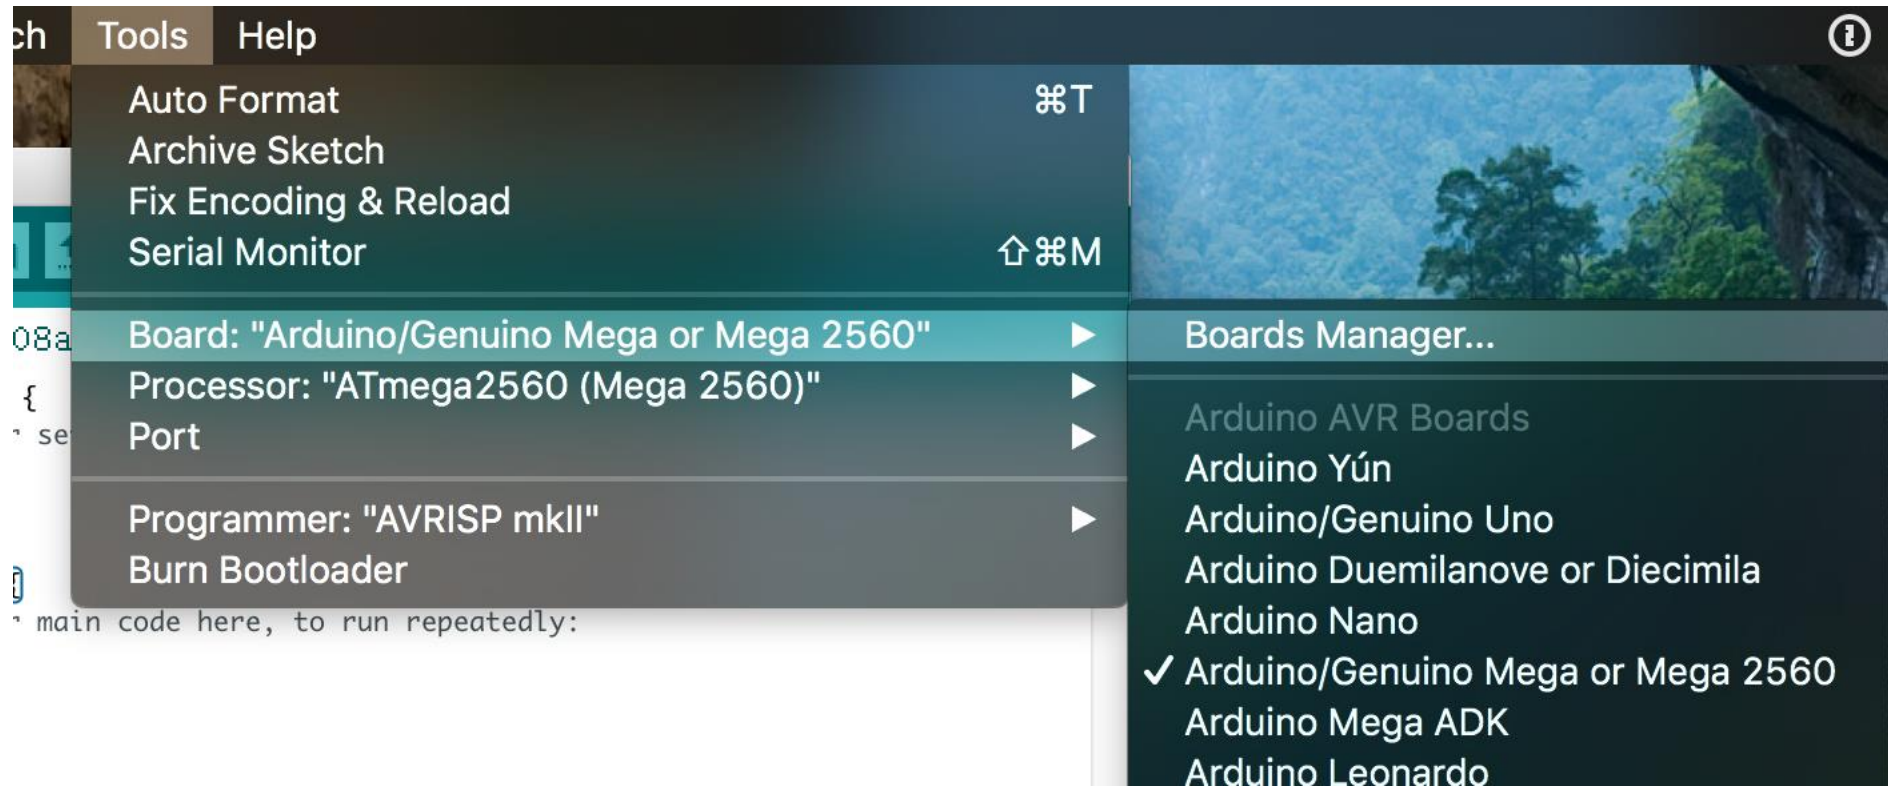 ch Tools Help
Auto Format ⌘T
Archive Sketch
Fix Encoding & Reload
Serial Monitor ⇧⌘M
Board: "Arduino/Genuino Mega or Mega 2560"
Processor: "ATmega2560 (Mega 2560)"
Port
Programmer: "AVRISP mkII"
Burn Bootloader
Boards Manager...
Arduino AVR Boards
Arduino Yún
Arduino/Genuino Uno
Arduino Duemilanove or Diecimila
Arduino Nano
✓ Arduino/Genuino Mega or Mega 2560
Arduino Mega ADK
Arduino Leonardo
08a
{
r se
r main code here, to run repeatedly: